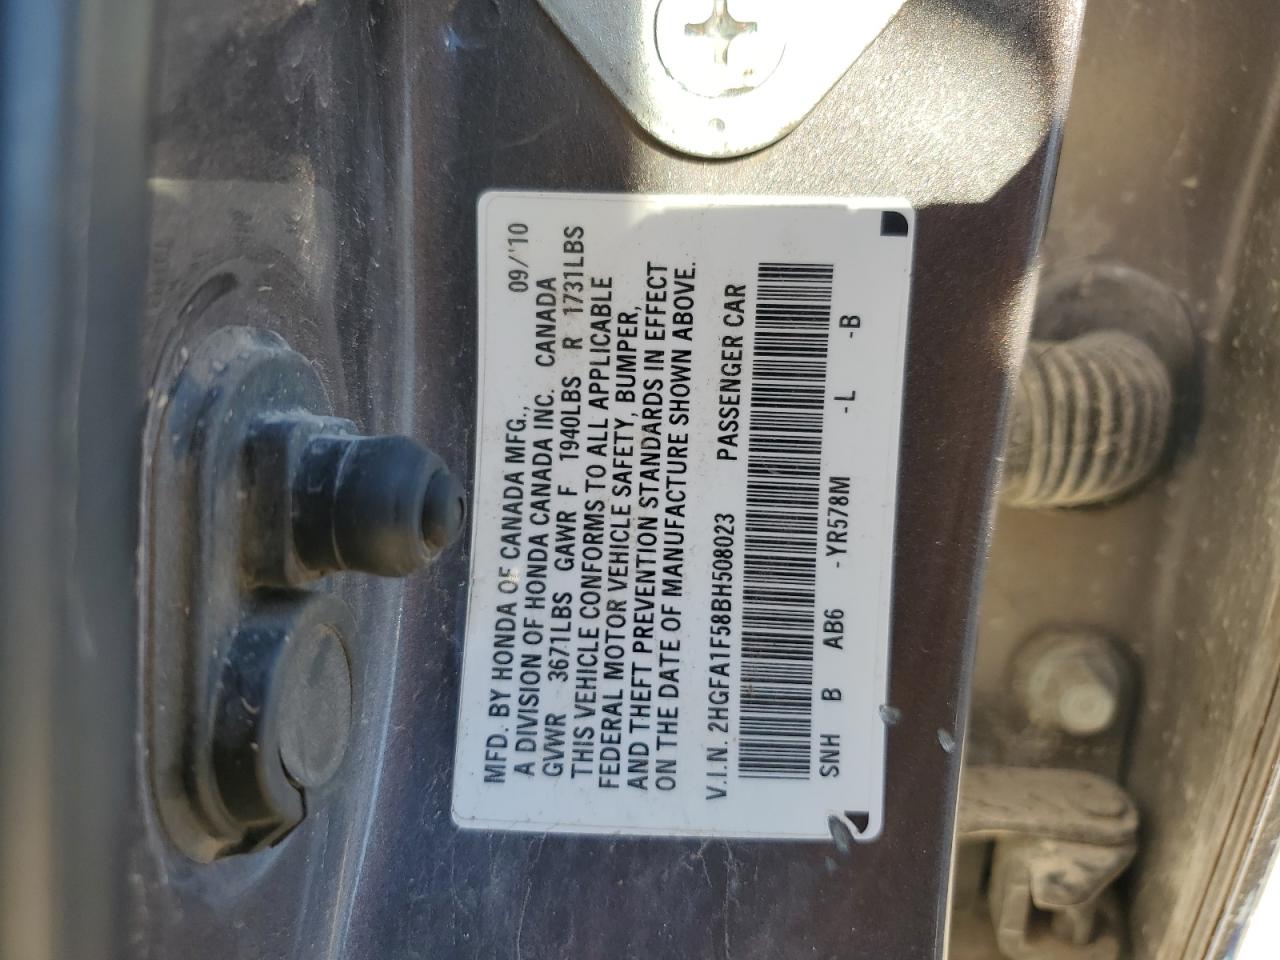 MFD. BY HONDA OF CANADA MFG., 09/'10
A DIVISION OF HONDA CANADA INC. CANADA
GVWR 3671LBS GAWR F 1940LBS R 1731LBS
THIS VEHICLE CONFORMS TO ALL APPLICABLE
FEDERAL MOTOR VEHICLE SAFETY, BUMPER,
AND THEFT PREVENTION STANDARDS IN EFFECT
ON THE DATE OF MANUFACTURE SHOWN ABOVE.
V.I.N. 2HGFA1F58BH508023 PASSENGER CAR
SNH B AB6 -YR578M -L -B